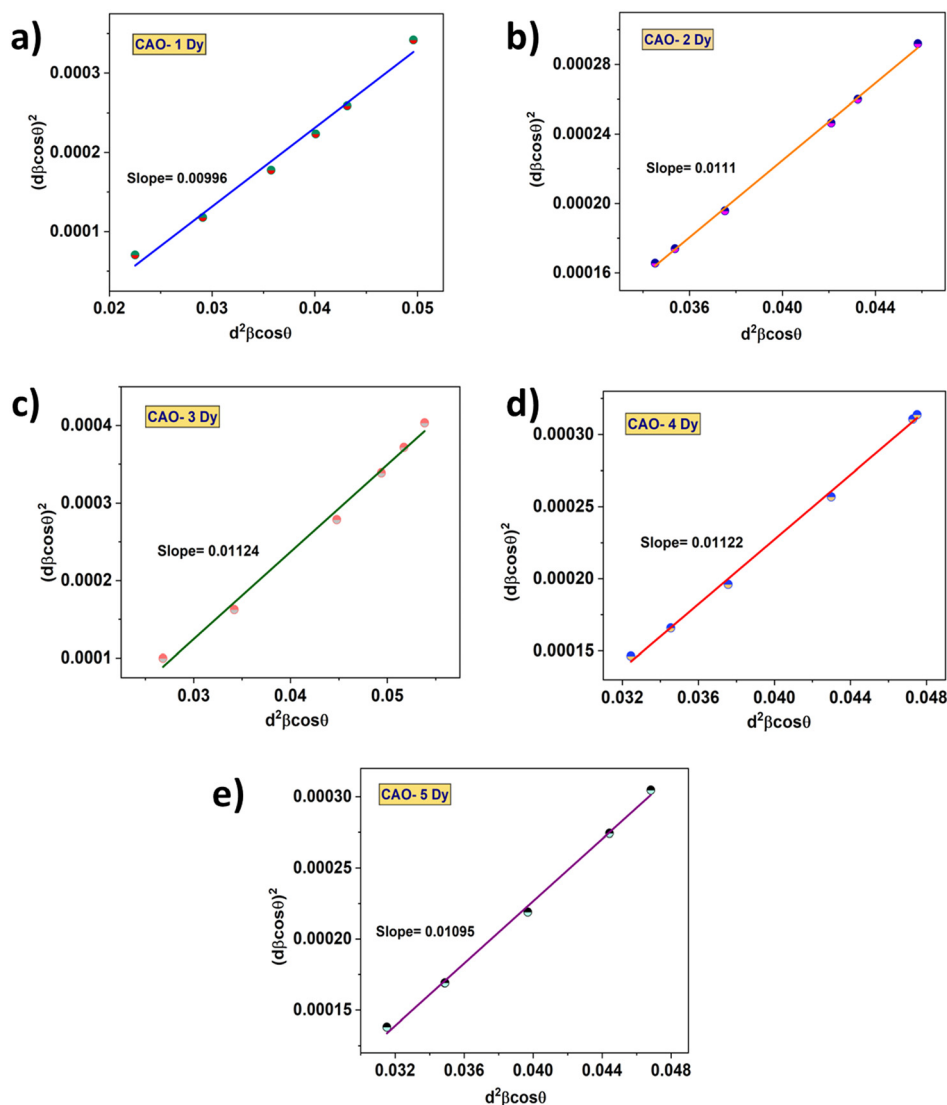 a)
CAO- 1 Dy
0.0003
0.0002
0.0001
(dβcosθ)²
Slope= 0.00996
0.02 0.03 0.04 0.05
d²βcosθ
b)
CAO- 2 Dy
0.00028
0.00024
0.00020
0.00016
(dβcosθ)²
Slope= 0.0111
0.036 0.040 0.044
d²βcosθ
c)
CAO- 3 Dy
0.0004
0.0003
0.0002
0.0001
(dβcosθ)²
Slope= 0.01124
0.03 0.04 0.05
d²βcosθ
d)
CAO- 4 Dy
0.00030
0.00025
0.00020
0.00015
(dβcosθ)²
Slope= 0.01122
0.032 0.036 0.040 0.044 0.048
d²βcosθ
e)
CAO- 5 Dy
0.00030
0.00025
0.00020
0.00015
(dβcosθ)²
Slope= 0.01095
0.032 0.036 0.040 0.044 0.048
d²βcosθ